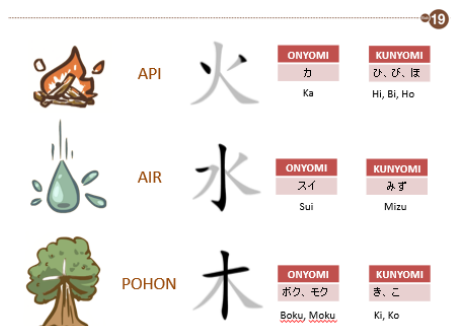 19
API
火
ONYOMI
カ
Ka
KUNYOMI
ひ、び、ほ
Hi, Bi, Ho
AIR
水
ONYOMI
スイ
Sui
KUNYOMI
みず
Mizu
POHON
木
ONYOMI
ボク、モク
Boku, Moku
KUNYOMI
き、こ
Ki, Ko